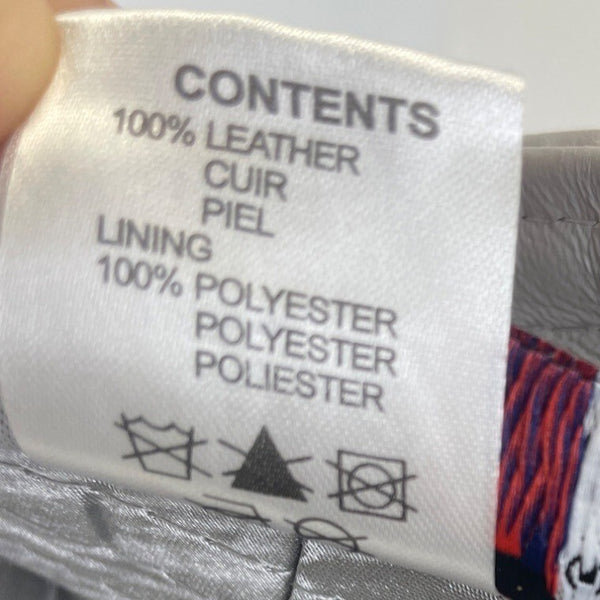 CONTENTS
100% LEATHER
CUIR
PIEL
LINING
100% POLYESTER
POLYESTER
POLIESTER